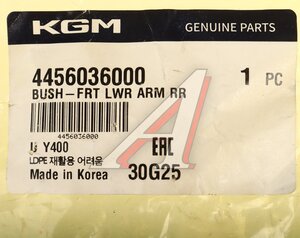 KGM GENUINE PARTS
4456036000 1 PC
BUSH-FRT LWR ARM RR
4456036000
U Y400 EAC
LDPE 재활용 어려움
Made in Korea 30G25